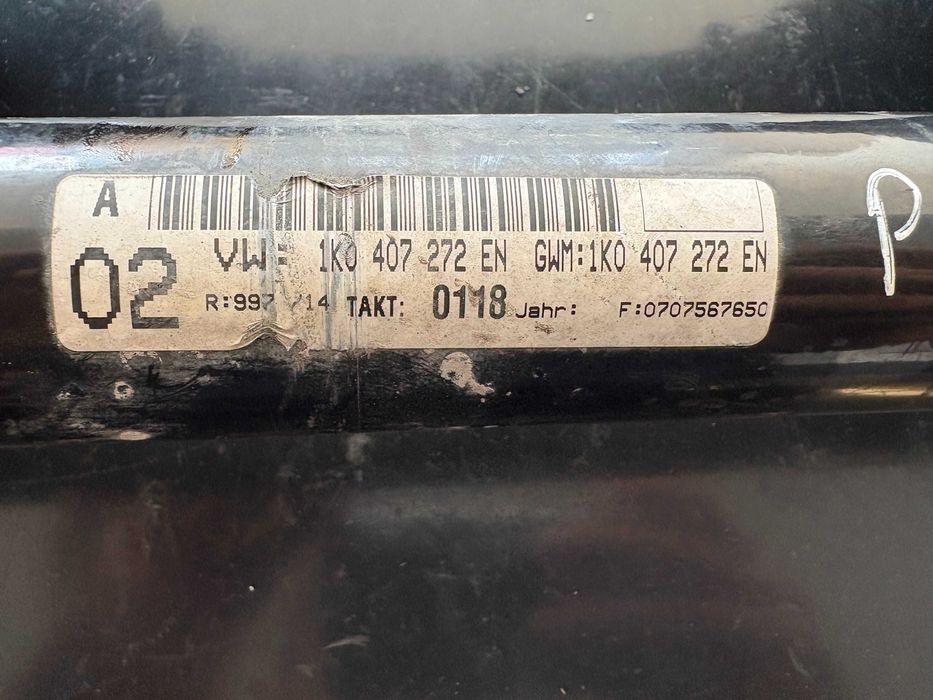 A
02
VW: 1K0 407 272 EN GWM:1K0 407 272 EN
TAKT: 0118 Jahr: F:0707567650
P